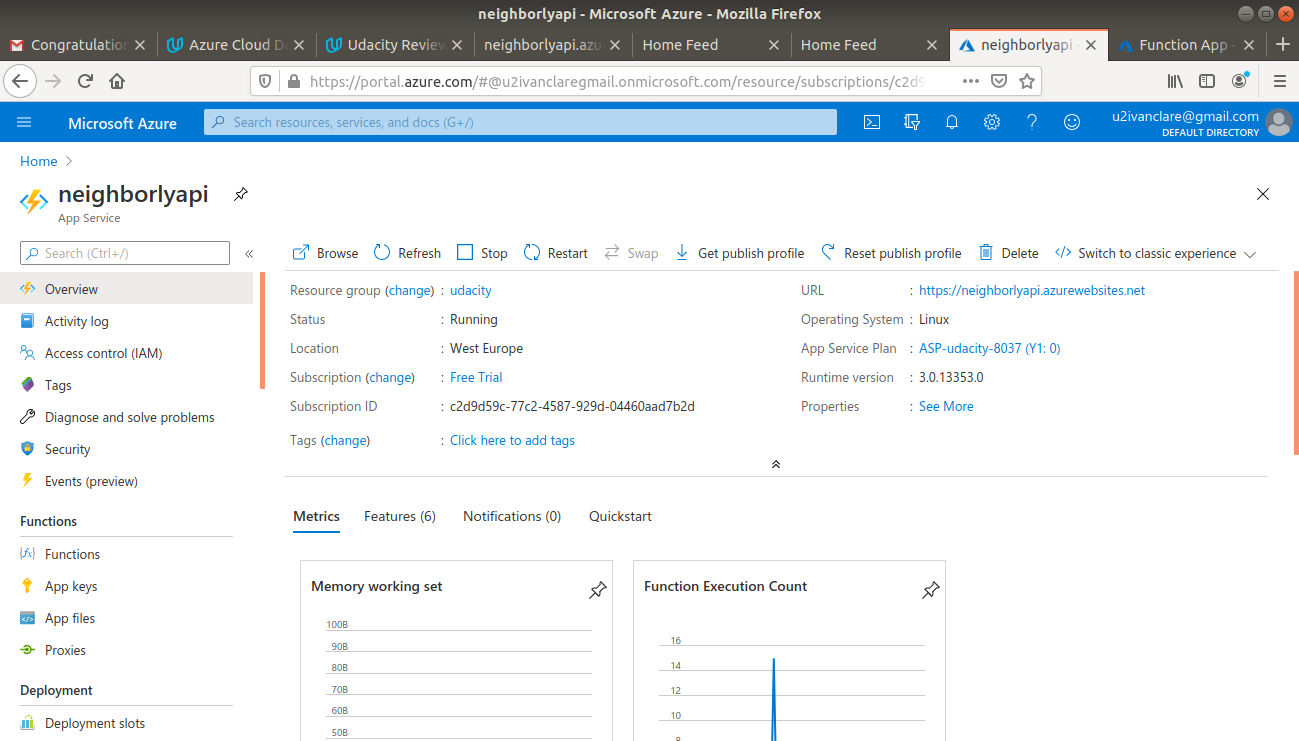 neighborlyapi - Microsoft Azure - Mozilla Firefox
Congratulation
Azure Cloud D
Udacity Review
neighborlyapi.azu
Home Feed
Home Feed
neighborlyapi -
Function App -
https://portal.azure.com/#@u2ivanclaregmail.onmicrosoft.com/resource/subscriptions/c2d9
Microsoft Azure
Search resources, services, and docs (G+/)
u2ivanclare@gmail.com
DEFAULT DIRECTORY
Home
neighborlyapi
App Service
Search (Ctrl+/)
Overview
Activity log
Access control (IAM)
Tags
Diagnose and solve problems
Security
Events (preview)
Functions
Functions
App keys
App files
Proxies
Deployment
Deployment slots
Browse Refresh Stop Restart Swap Get publish profile Reset publish profile Delete Switch to classic experience
Resource group (change) : udacity
Status : Running
Location : West Europe
Subscription (change) : Free Trial
Subscription ID : c2d9d59c-77c2-4587-929d-04460aad7b2d
Tags (change) : Click here to add tags
URL : https://neighborlyapi.azurewebsites.net
Operating System : Linux
App Service Plan : ASP-udacity-8037 (Y1: 0)
Runtime version : 3.0.13353.0
Properties : See More
Metrics Features (6) Notifications (0) Quickstart
Memory working set
100B
90B
80B
70B
60B
50B
Function Execution Count
16
14
12
10
8